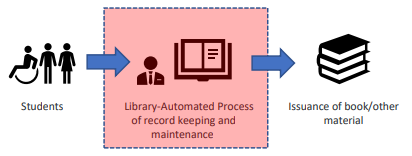 Students
Library-Automated Process
of record keeping and
maintenance
Issuance of book/other
material